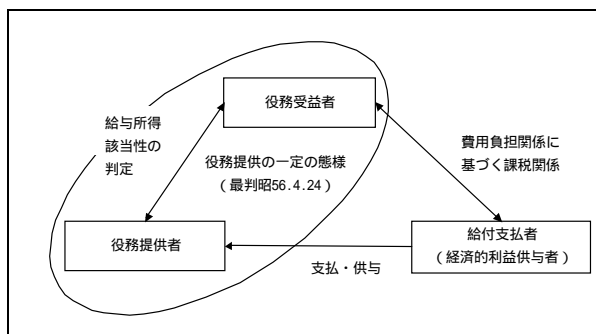 役務受益者
給与所得
該当性の
判定
役務提供の一定の態様
(最判昭56.4.24)
費用負担関係に
基づく課税関係
役務提供者
給付支払者
(経済的利益供与者)
支払・供与